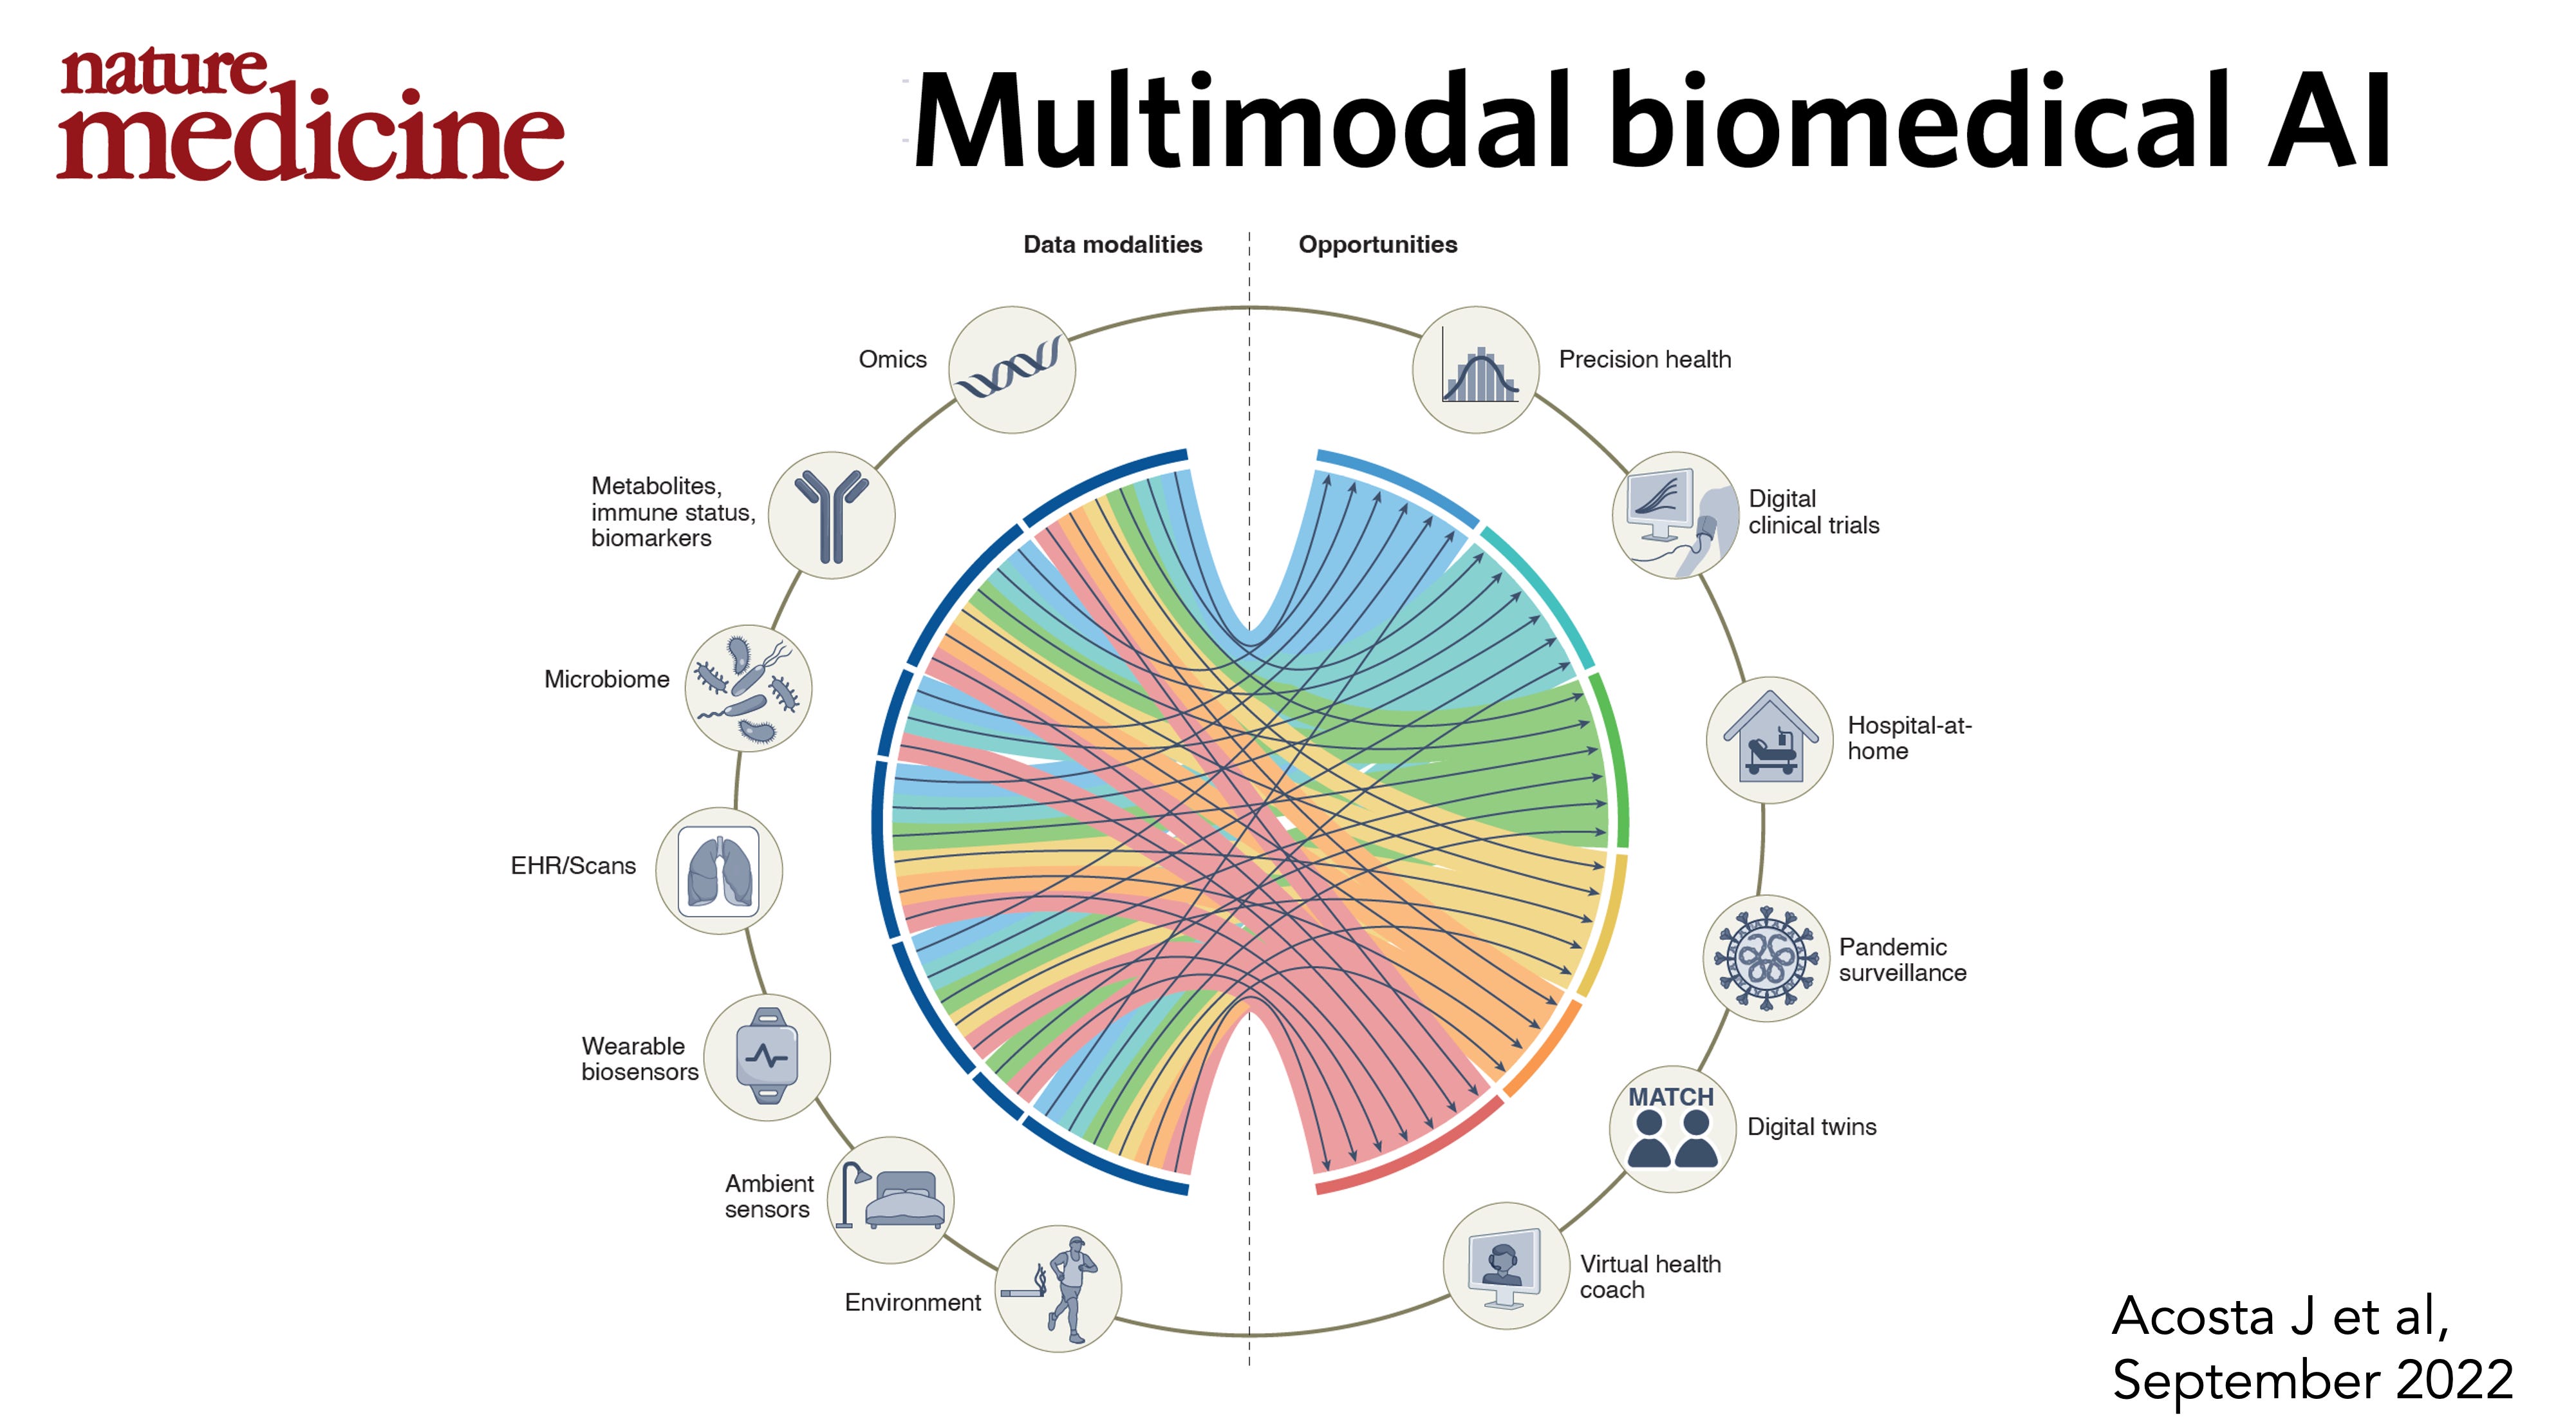 nature
medicine
Multimodal biomedical AI
Data modalities
Opportunities
Omics
Metabolites,
immune status,
biomarkers
Microbiome
EHR/Scans
Wearable
biosensors
Ambient
sensors
Environment
Precision health
Digital
clinical trials
Hospital-at-
home
Pandemic
surveillance
MATCH
Digital twins
Virtual health
coach
Acosta J et al,
September 2022